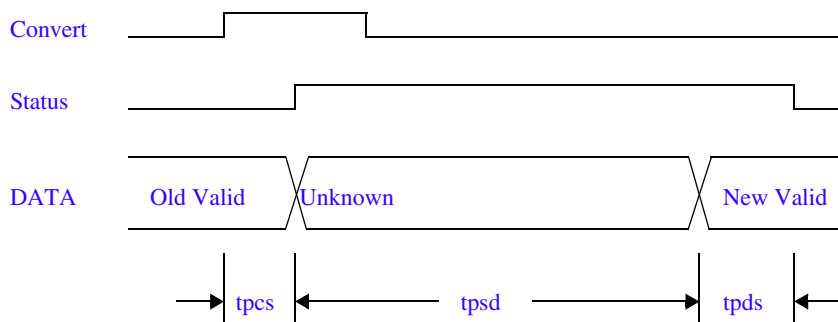 Convert
Status
DATA Old Valid Unknown New Valid
tpcs tpsd tpds